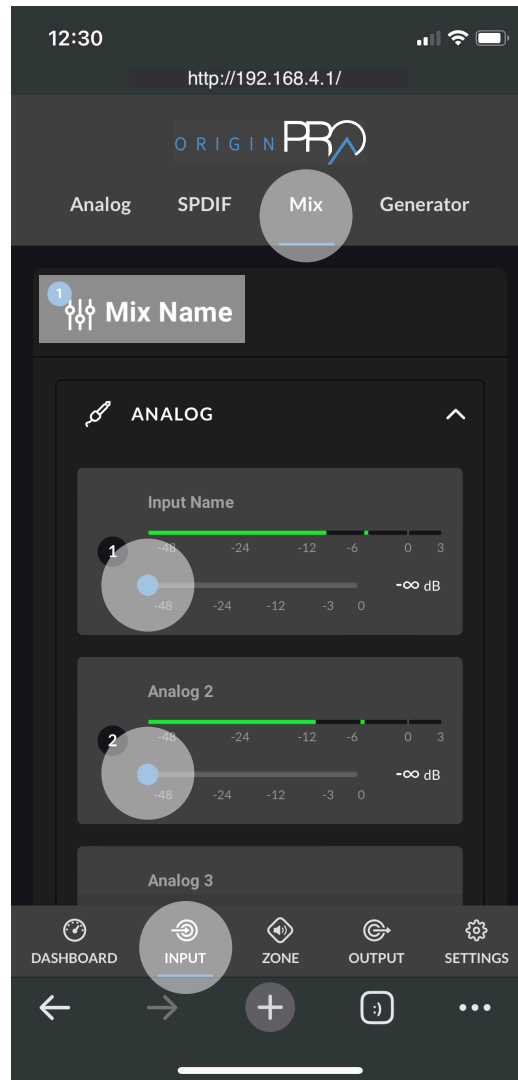 12:30
http://192.168.4.1/
ORIGIN PRO
Analog SPDIF Mix Generator
1
Mix Name
ANALOG
Input Name
1
-48 -24 -12 -6 0 3
-∞ dB
-48 -24 -12 -3 0
Analog 2
2
-48 -24 -12 -6 0 3
-∞ dB
-48 -24 -12 -3 0
Analog 3
DASHBOARD INPUT ZONE OUTPUT SETTINGS
:)